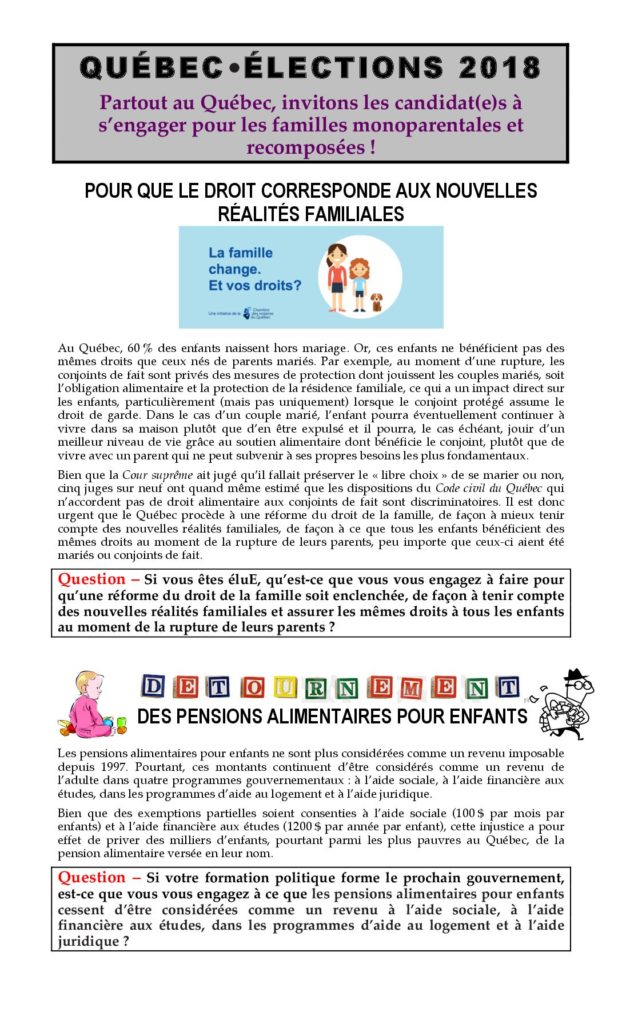 QUÉBEC•ÉLECTIONS 2018
Partout au Québec, invitons les candidat(e)s à
s’engager pour les familles monoparentales et
recomposées !
POUR QUE LE DROIT CORRESPONDE AUX NOUVELLES
RÉALITÉS FAMILIALES
La famille
change.
Et vos droits?
Une initiative de la Chambre des notaires du Québec
Au Québec, 60 % des enfants naissent hors mariage. Or, ces enfants ne bénéficient pas des
mêmes droits que ceux nés de parents mariés. Par exemple, au moment d’une rupture, les
conjoints de fait sont privés des mesures de protection dont jouissent les couples mariés, soit
l’obligation alimentaire et la protection de la résidence familiale, ce qui a un impact direct sur
les enfants, particulièrement (mais pas uniquement) lorsque le conjoint protégé assume le
droit de garde. Dans le cas d’un couple marié, l’enfant pourra éventuellement continuer à
vivre dans sa maison plutôt que d’en être expulsé et il pourra, le cas échéant, jouir d’un
meilleur niveau de vie grâce au soutien alimentaire dont bénéficie le conjoint, plutôt que de
vivre avec un parent qui ne peut subvenir à ses propres besoins les plus fondamentaux.
Bien que la Cour suprême ait jugé qu’il fallait préserver le « libre choix » de se marier ou non,
cinq juges sur neuf ont quand même estimé que les dispositions du Code civil du Québec qui
n’accordent pas de droit alimentaire aux conjoints de fait sont discriminatoires. Il est donc
urgent que le Québec procède à une réforme du droit de la famille, de façon à mieux tenir
compte des nouvelles réalités familiales, de façon à ce que tous les enfants bénéficient des
mêmes droits au moment de la rupture de leurs parents, peu importe que ceux-ci aient été
mariés ou conjoints de fait.
Question – Si vous êtes éluE, qu’est-ce que vous vous engagez à faire pour
qu’une réforme du droit de la famille soit enclenchée, de façon à tenir compte
des nouvelles réalités familiales et assurer les mêmes droits à tous les enfants
au moment de la rupture de leurs parents ?
DETOURNEMENT
DES PENSIONS ALIMENTAIRES POUR ENFANTS
Les pensions alimentaires pour enfants ne sont plus considérées comme un revenu imposable
depuis 1997. Pourtant, ces montants continuent d’être considérés comme un revenu de
l’adulte dans quatre programmes gouvernementaux : à l’aide sociale, à l’aide financière aux
études, dans les programmes d’aide au logement et à l’aide juridique.
Bien que des exemptions partielles soient consenties à l’aide sociale (100 $ par mois par
enfants) et à l’aide financière aux études (1200 $ par année par enfant), cette injustice a pour
effet de priver des milliers d’enfants, pourtant parmi les plus pauvres au Québec, de la
pension alimentaire versée en leur nom.
Question – Si votre formation politique forme le prochain gouvernement,
est-ce que vous vous engagez à ce que les pensions alimentaires pour enfants
cessent d’être considérées comme un revenu à l’aide sociale, à l’aide
financière aux études, dans les programmes d’aide au logement et à l’aide
juridique ?